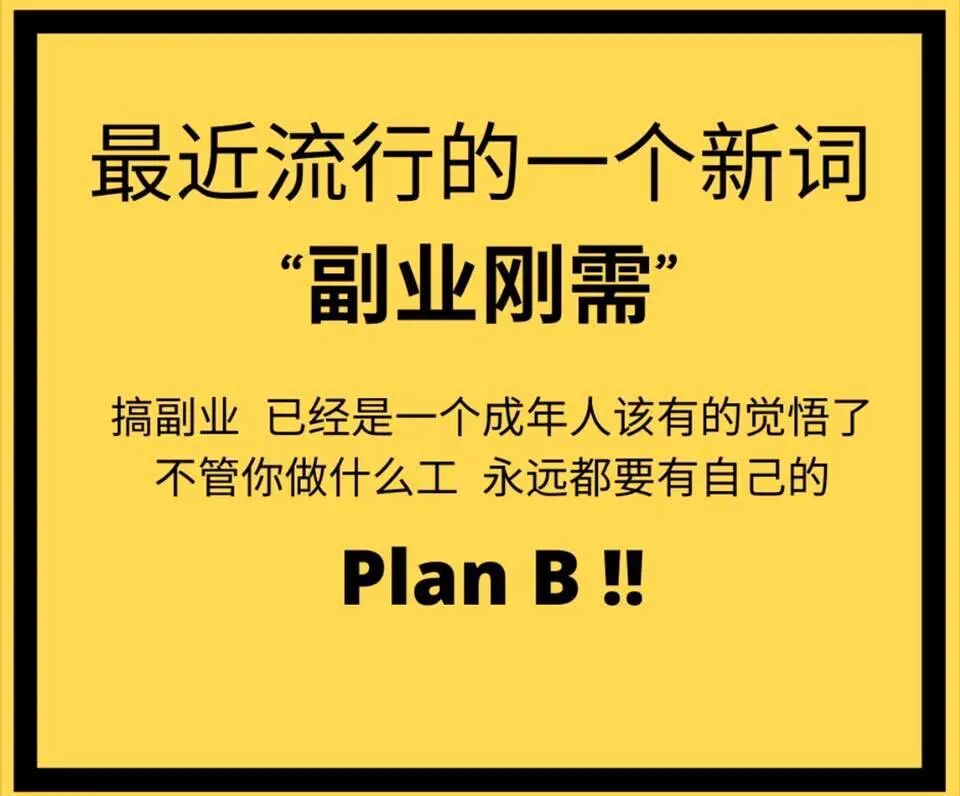 最近流行的一个新词
“副业刚需”
搞副业 已经是一个成年人该有的觉悟了
不管你做什么工 永远都要有自己的
Plan B !!